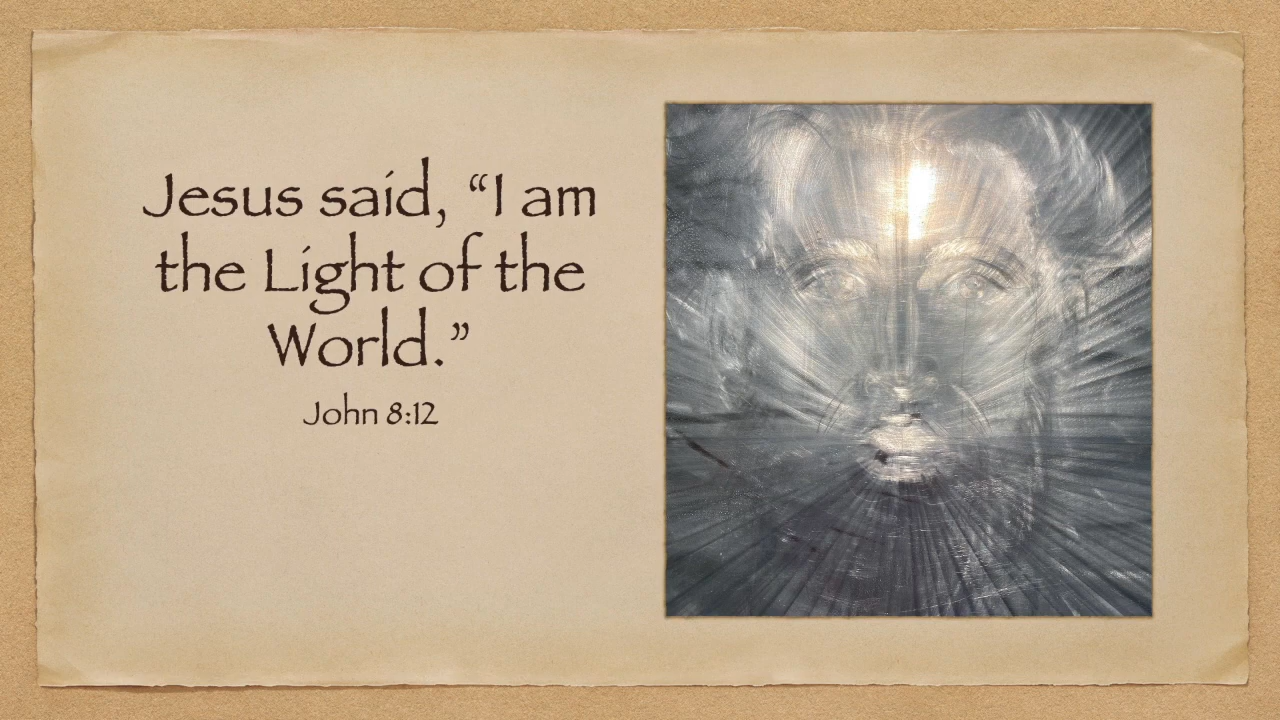 Jesus said, “I am
the Light of the
World.”
John 8:12